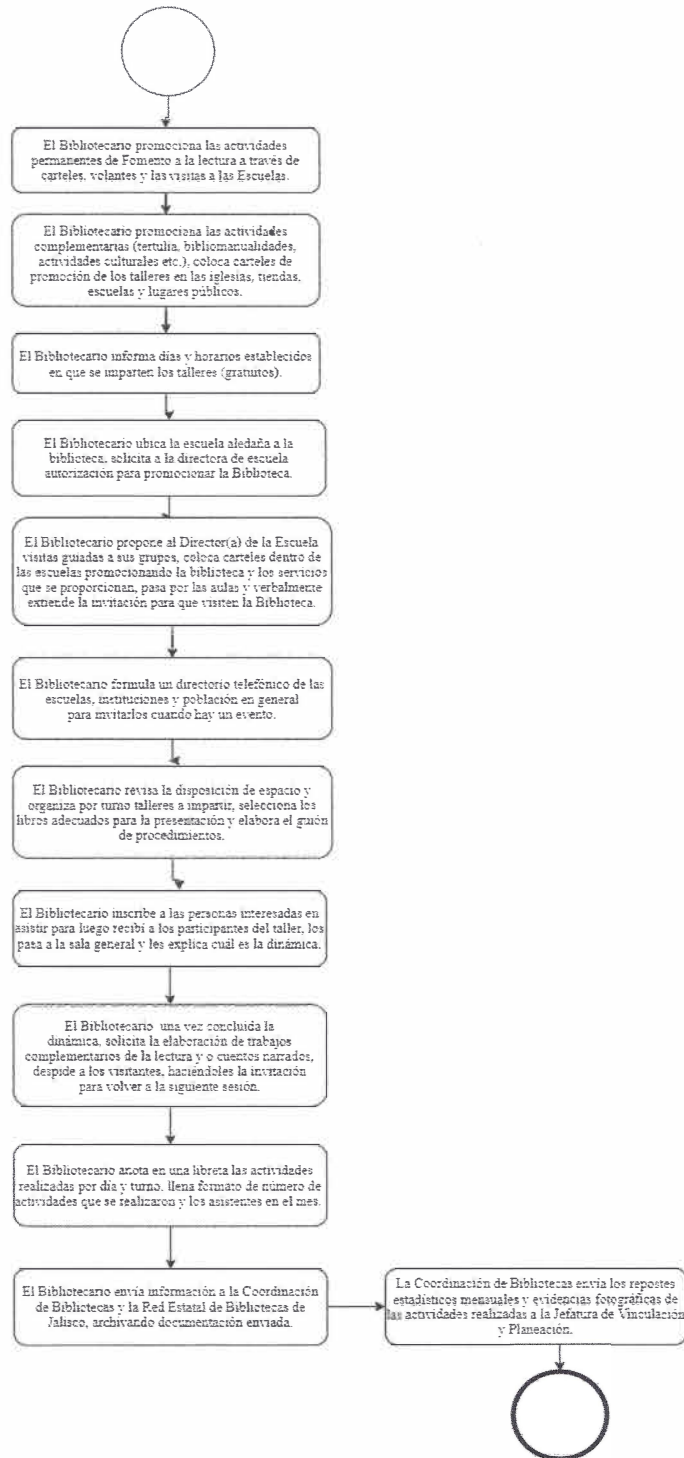 El Bibliotecario promociona las actividades
permanentes de Fomento a la lectura a través de
carteles, volantes y las visitas a las Escuelas.
El Bibliotecario promociona las actividades
complementarias (tertulia, bibliomanualidades,
actividades culturales etc.), coloca carteles de
promoción de los talleres en las iglesias, tiendas,
escuelas y lugares públicos.
El Bibliotecario informa días y horarios establecidos
en que se imparten los talleres (gratuitos).
El Bibliotecario ubica la escuela aledaña a la
biblioteca, solicita a la directora de escuela
autorización para promocionar la Biblioteca.
El Bibliotecario propone al Director(a) de la Escuela
visitas guiadas a sus grupos, coloca carteles dentro de
las escuelas promocionando la biblioteca y los servicios
que se proporcionan, pasa por las aulas y verbalmente
extiende la invitación para que visiten la Biblioteca.
El Bibliotecario formula un directorio telefónico de las
escuelas, instituciones y población en general
para invitarlos cuando hay un evento.
El Bibliotecario revisa la disposición de espacio y
organiza por turno talleres a impartir, selecciona los
libros adecuados para la presentación y elabora el guión
de procedimientos.
El Bibliotecario inscribe a las personas interesadas en
asistir para luego recibí a los participantes del taller, los
pasa a la sala general y les explica cuál es la dinámica.
El Bibliotecario una vez concluida la
dinámica, solicita la elaboración de trabajos
complementarios de la lectura y o cuentos narrados,
despide a los visitantes, haciéndoles la invitación
para volver a la siguiente sesión.
El Bibliotecario anota en una libreta las actividades
realizadas por día y turno, llena formato de número de
actividades que se realizaron y los asistentes en el mes.
El Bibliotecario envía información a la Coordinación
de Bibliotecas y la Red Estatal de Bibliotecas de
Jalisco, archivando documentación enviada.
La Coordinación de Bibliotecas envía los repostes
estadísticos mensuales y evidencias fotográficas de
las actividades realizadas a la Jefatura de Vinculación
y Planeación.